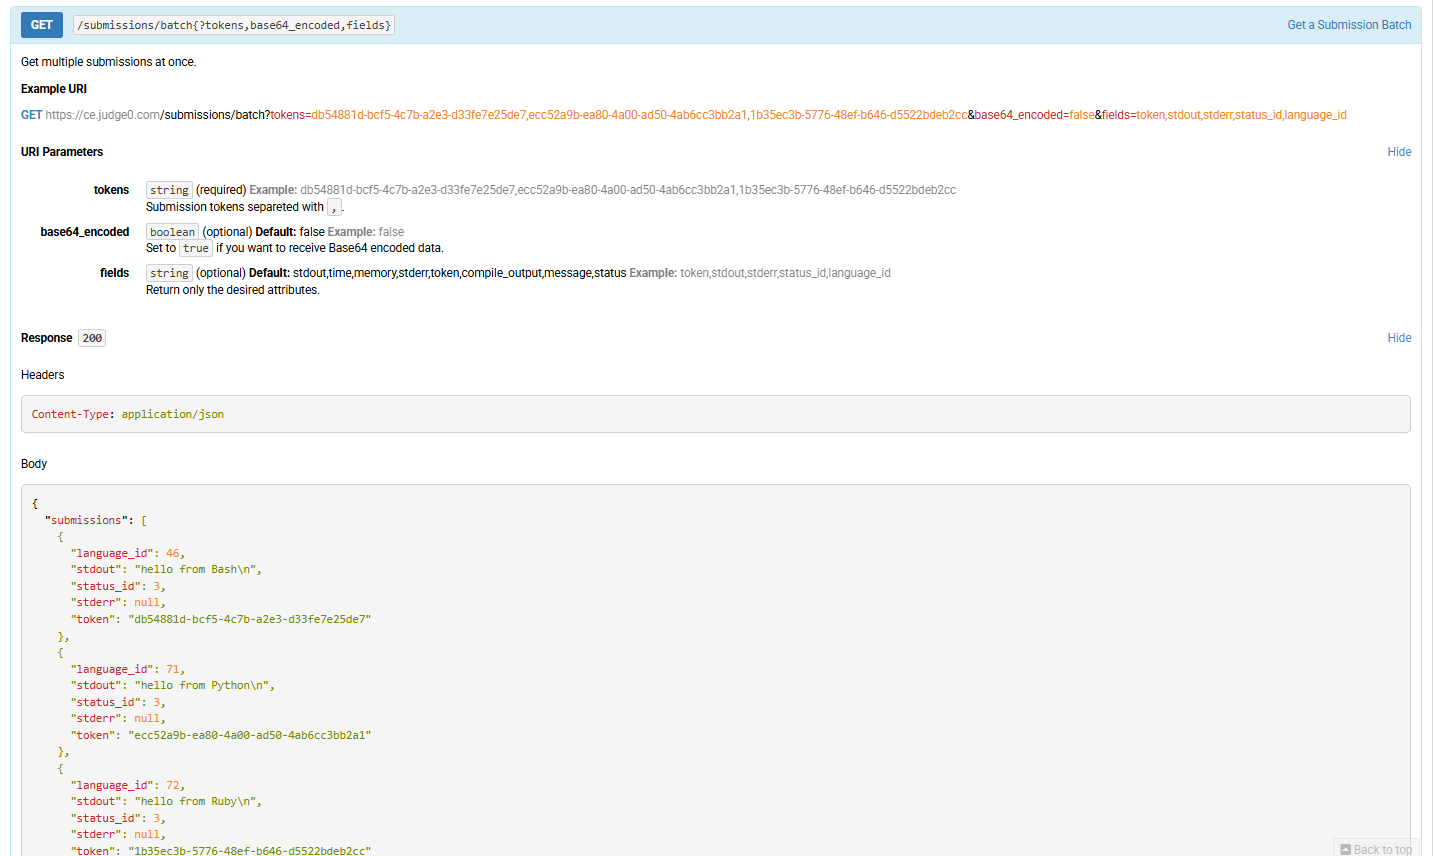 GET /submissions/batch{?tokens,base64_encoded,fields} Get a Submission Batch
Get multiple submissions at once.
Example URI
GET https://ce.judge0.com/submissions/batch?tokens=db54881d-bcf5-4c7b-a2e3-d33fe7e25de7,ecc52a9b-ea80-4a00-ad50-4ab6cc3bb2a1,1b35ec3b-5776-48ef-b646-d5522bdeb2cc&base64_encoded=false&fields=token,stdout,stderr,status_id,language_id
URI Parameters Hide
tokens string (required) Example: db54881d-bcf5-4c7b-a2e3-d33fe7e25de7,ecc52a9b-ea80-4a00-ad50-4ab6cc3bb2a1,1b35ec3b-5776-48ef-b646-d5522bdeb2cc
Submission tokens separeted with , .
base64_encoded boolean (optional) Default: false Example: false
Set to true if you want to receive Base64 encoded data.
fields string (optional) Default: stdout,time,memory,stderr,token,compile_output,message,status Example: token,stdout,stderr,status_id,language_id
Return only the desired attributes.
Response 200 Hide
Headers
Content-Type: application/json
Body
{
"submissions": [
{
"language_id": 46,
"stdout": "hello from Bash\n",
"status_id": 3,
"stderr": null,
"token": "db54881d-bcf5-4c7b-a2e3-d33fe7e25de7"
},
{
"language_id": 71,
"stdout": "hello from Python\n",
"status_id": 3,
"stderr": null,
"token": "ecc52a9b-ea80-4a00-ad50-4ab6cc3bb2a1"
},
{
"language_id": 72,
"stdout": "hello from Ruby\n",
"status_id": 3,
"stderr": null,
"token": "1b35ec3b-5776-48ef-b646-d5522bdeb2cc"
Back to top